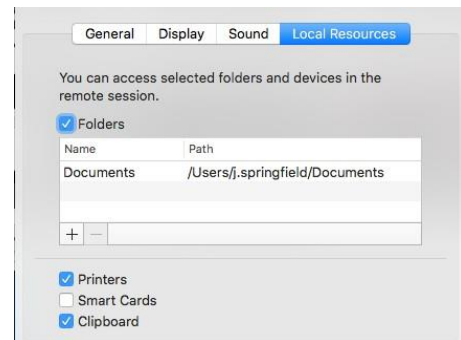 General Display Sound Local Resources
You can access selected folders and devices in the
remote session.
Folders
Name Path
Documents /Users/j.springfield/Documents
+ −
Printers
Smart Cards
Clipboard